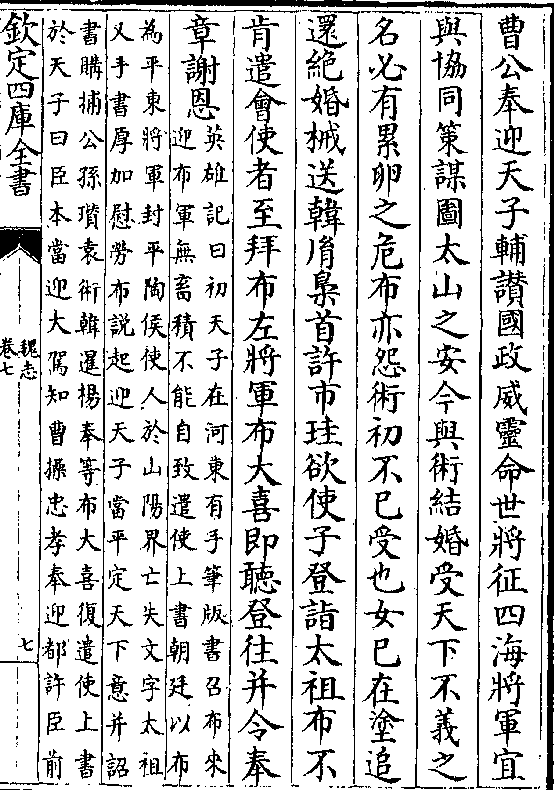 曹公奉迎天子輔讃國政威靈命世將征四海將軍宜
與協同策謀圖太山之安今與術結婚受天下不義之
名必有累卵之危布亦怨術初不已受也女已在塗追
還絶婚械送韓𦙍梟首許市珪欲使子登詣太祖布不
肯遣會使者至拜布左將軍布大喜即聽登往并令奉
章謝恩
英雄記曰初天子在河東有手筆版書召布来
迎布軍無畜積不能自致遣使上書朝廷以布
為平東將軍封平陶侯使人於山陽界亡失文字太祖
又手書厚加慰勞布説起迎天子當平定天下意并詔
書購捕公孫瓚袁術韓暹楊奉等布大喜復遣使上書
於天子曰臣本當迎大駕知曹操忠孝奉迎都許臣前
欽定四庫全書
魏志
卷七
七